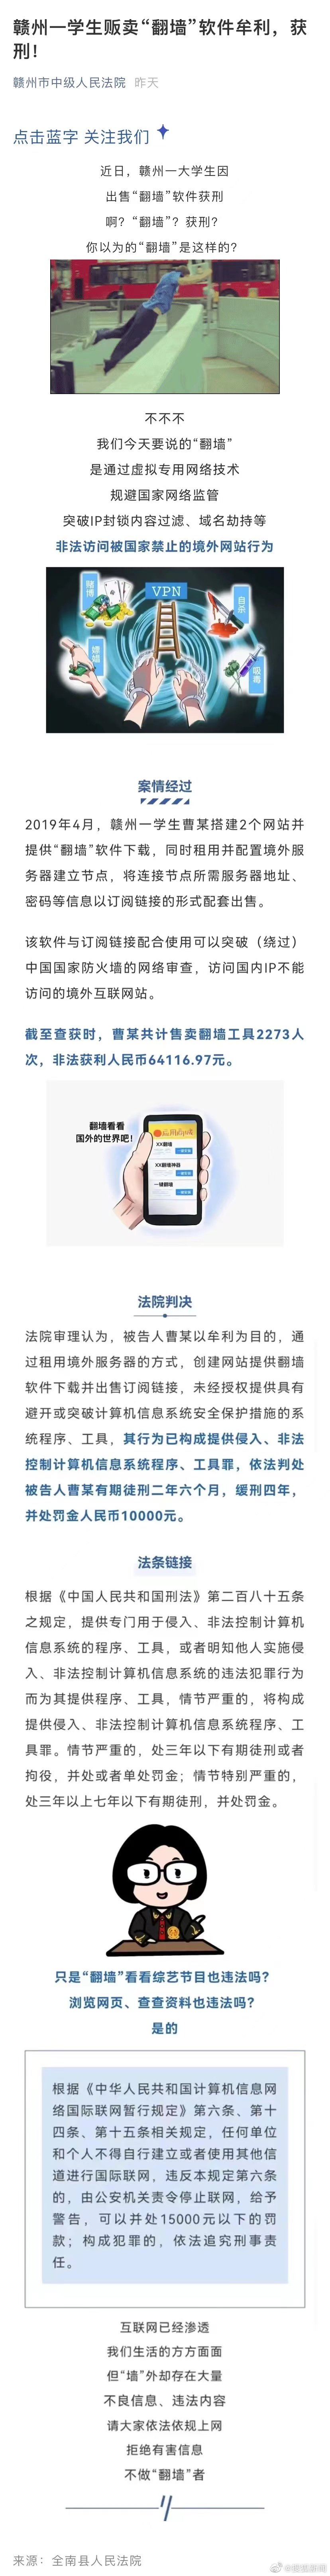 赣州一学生贩卖“翻墙”软件牟利，获
刑！
赣州市中级人民法院 昨天
点击蓝字 关注我们
近日，赣州一大学生因
出售“翻墙”软件获刑
啊？“翻墙”？获刑？
你以为的“翻墙”是这样的？
不不不
我们今天要说的“翻墙”
是通过虚拟专用网络技术
规避国家网络监管
突破IP封锁内容过滤、域名劫持等
非法访问被国家禁止的境外网站行为
赌博
VPN
自杀
嫖娼
吸毒
案情经过
2019年4月，赣州一学生曹某搭建2个网站并
提供“翻墙”软件下载，同时租用并配置境外服
务器建立节点，将连接节点所需服务器地址、
密码等信息以订阅链接的形式配套出售。
该软件与订阅链接配合使用可以突破（绕过）
中国国家防火墙的网络审查，访问国内IP不能
访问的境外互联网站。
截至查获时，曹某共计售卖翻墙工具2273人
次，非法获利人民币64116.97元。
翻墙看看
国外的世界吧！
XX翻墙
XX翻墙神器
一键翻墙
法院判决
法院审理认为，被告人曹某以牟利为目的，通
过租用境外服务器的方式，创建网站提供翻墙
软件下载并出售订阅链接，未经授权提供具有
避开或突破计算机信息系统安全保护措施的系
统程序、工具，其行为已构成提供侵入、非法
控制计算机信息系统程序、工具罪，依法判处
被告人曹某有期徒刑二年六个月，缓刑四年，
并处罚金人民币10000元。
法条链接
根据《中国人民共和国刑法》第二百八十五条
之规定，提供专门用于侵入、非法控制计算机
信息系统的程序、工具，或者明知他人实施侵
入、非法控制计算机信息系统的违法犯罪行为
而为其提供程序、工具，情节严重的，将构成
提供侵入、非法控制计算机信息系统程序、工
具罪。情节严重的，处三年以下有期徒刑或者
拘役，并处或者单处罚金；情节特别严重的，
处三年以上七年以下有期徒刑，并处罚金。
只是“翻墙”看看综艺节目也违法吗？
浏览网页、查查资料也违法吗？
是的
根据《中华人民共和国计算机信息网
络国际联网暂行规定》第六条、第十
四条、第十五条相关规定，任何单位
和个人不得自行建立或者使用其他信
道进行国际联网，违反本规定第六条
的，由公安机关责令停止联网，给予
警告，可以并处15000元以下的罚
款；构成犯罪的，依法追究刑事责
任。
互联网已经渗透
我们生活的方方面面
但“墙”外却存在大量
不良信息、违法内容
请大家依法依规上网
拒绝有害信息
不做“翻墙”者
来源：全南县人民法院